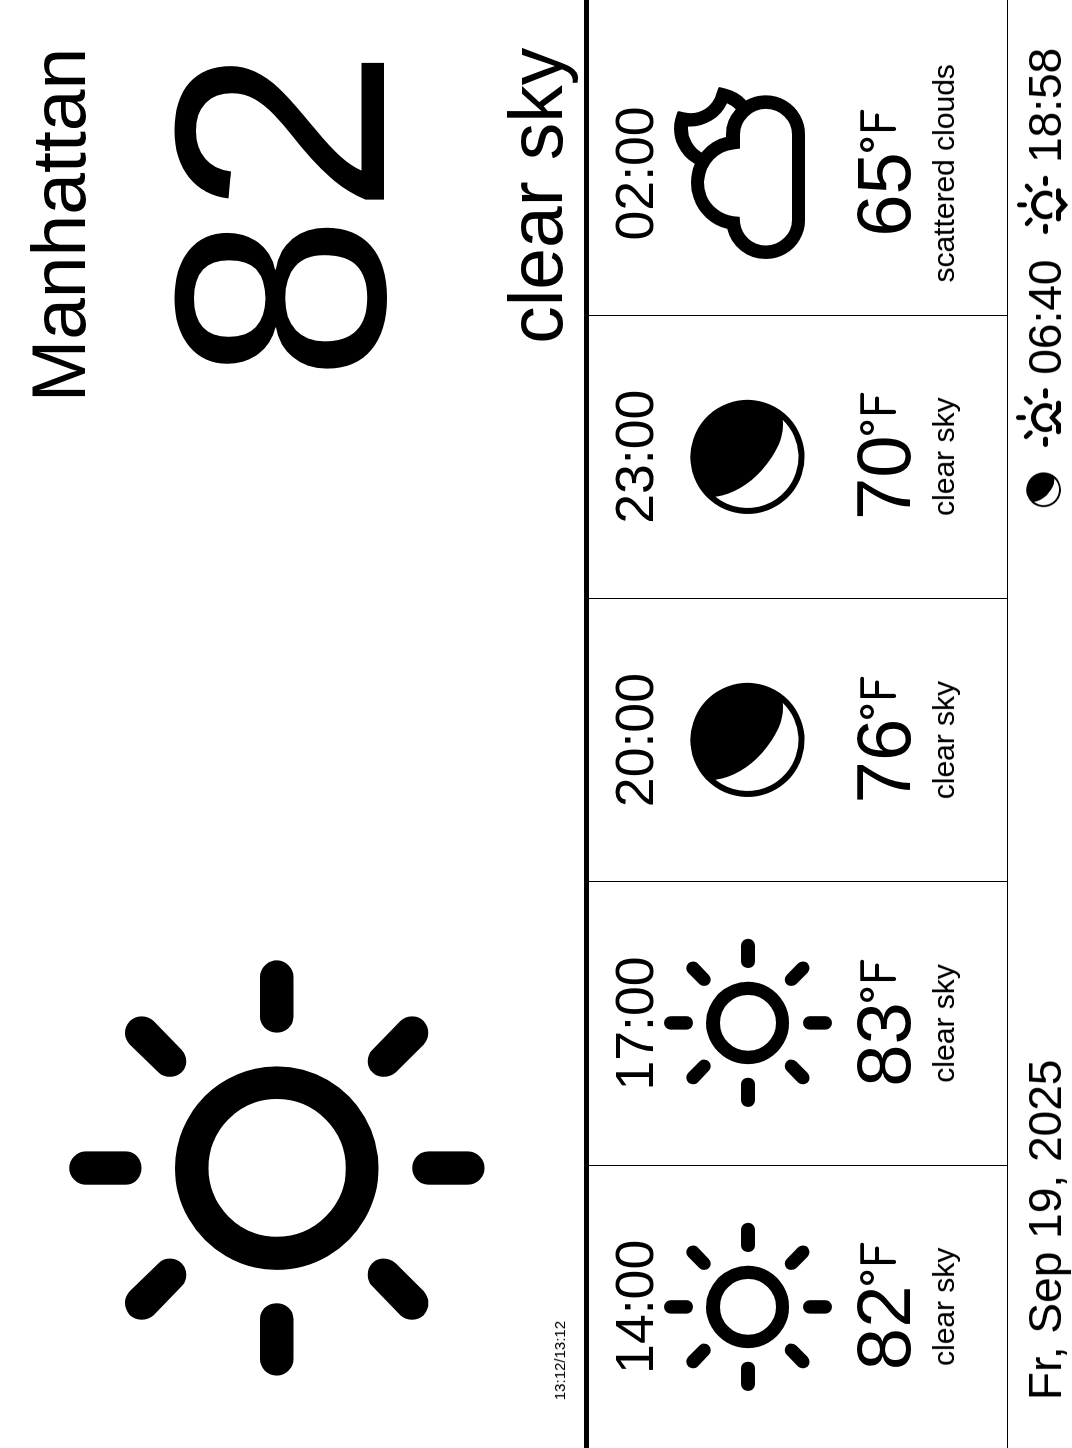 Manhattan
82
clear sky
13:12/13:12
14:00
82°F
clear sky
17:00
83°F
clear sky
20:00
76°F
clear sky
23:00
70°F
clear sky
02:00
65°F
scattered clouds
Fr, Sep 19, 2025
06:40
18:58